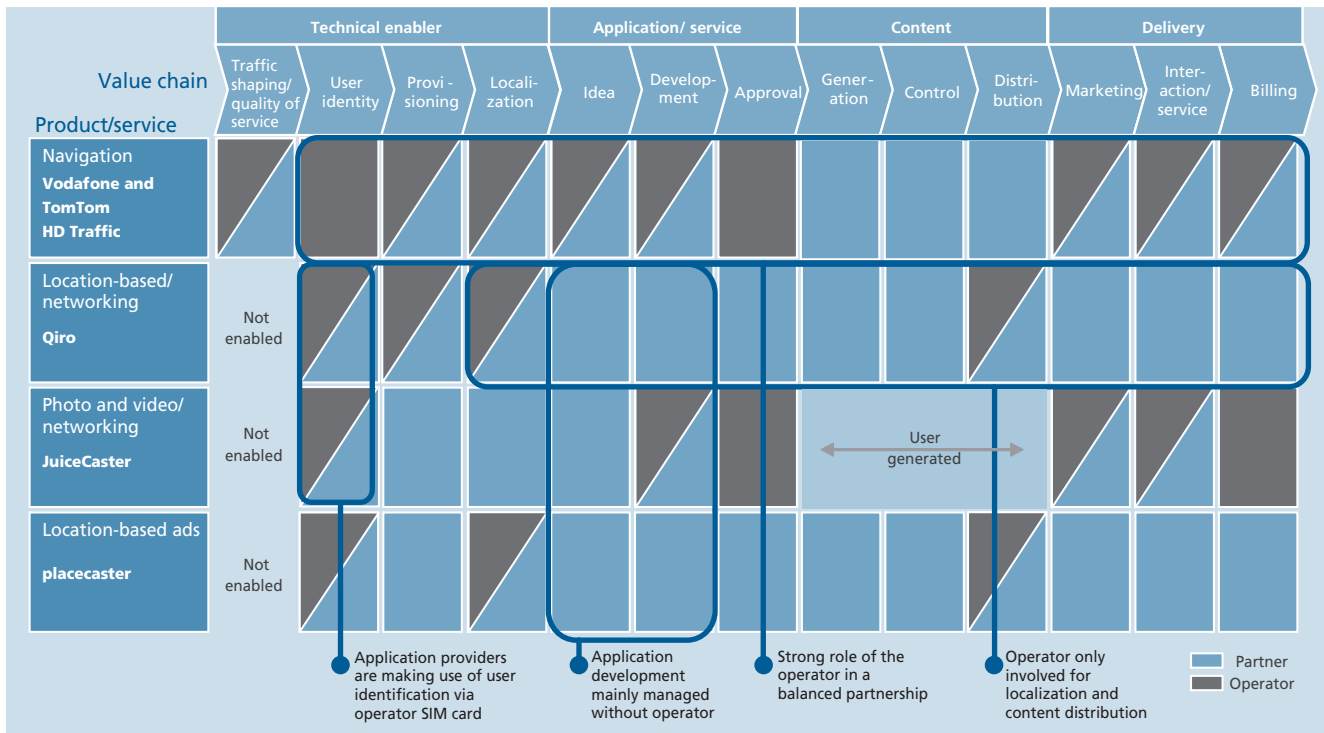 Technical enabler
Application/ service
Content
Delivery
Value chain
Product/service
Traffic
shaping/
quality of
service
User
identity
Provi -
sioning
Locali-
zation
Idea
Develop-
ment
Approval
Gener-
ation
Control
Distri-
bution
Marketing
Inter-
action/
service
Billing
Navigation
Vodafone and
TomTom
HD Traffic
Location-based/
networking
Qiro
Not
enabled
Photo and video/
networking
JuiceCaster
Not
enabled
User
generated
Location-based ads
placecaster
Not
enabled
Application providers
are making use of user
identification via
operator SIM card
Application
development
mainly managed
without operator
Strong role of the
operator in a
balanced partnership
Operator only
involved for
localization and
content distribution
Partner
Operator